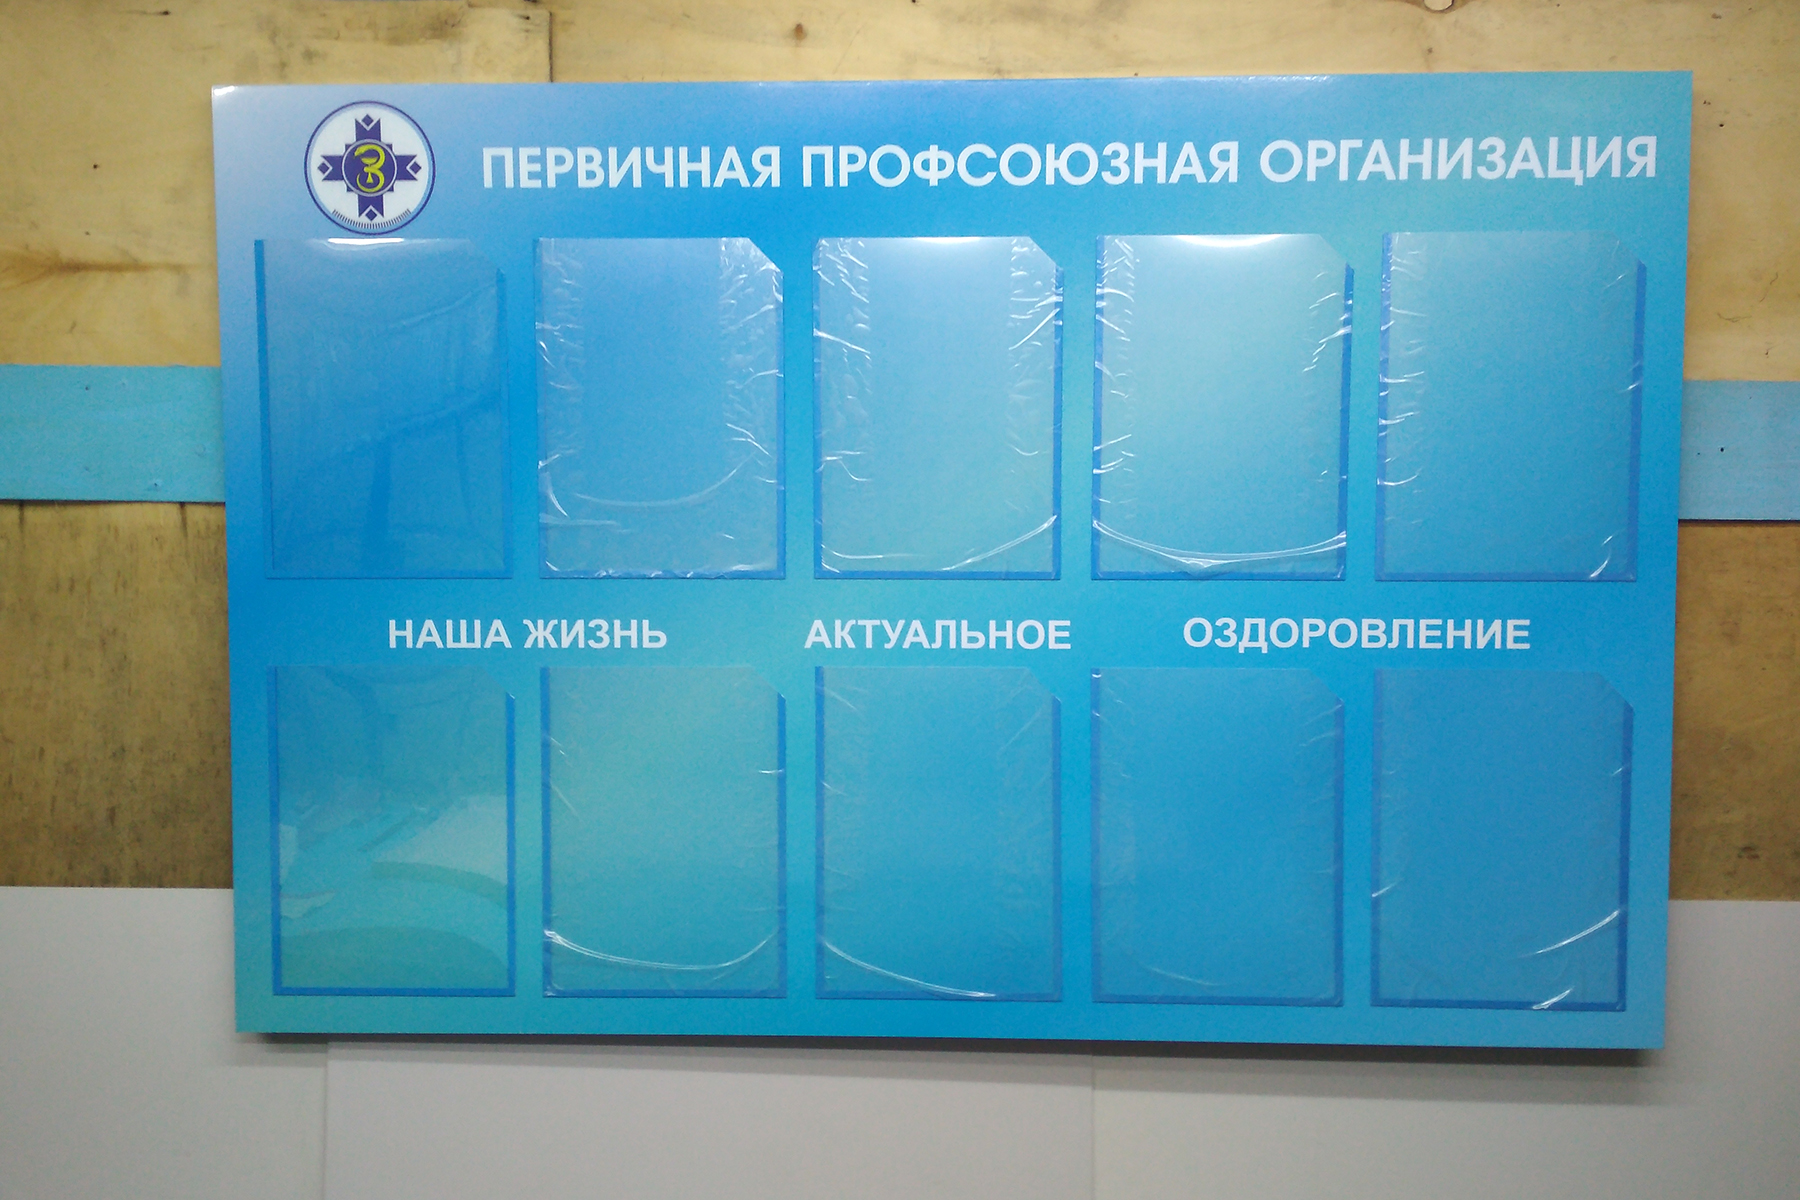 ПЕРВИЧНАЯ ПРОФСОЮЗНАЯ ОРГАНИЗАЦИЯ
НАША ЖИЗНЬ
АКТУАЛЬНОЕ
ОЗДОРОВЛЕНИЕ